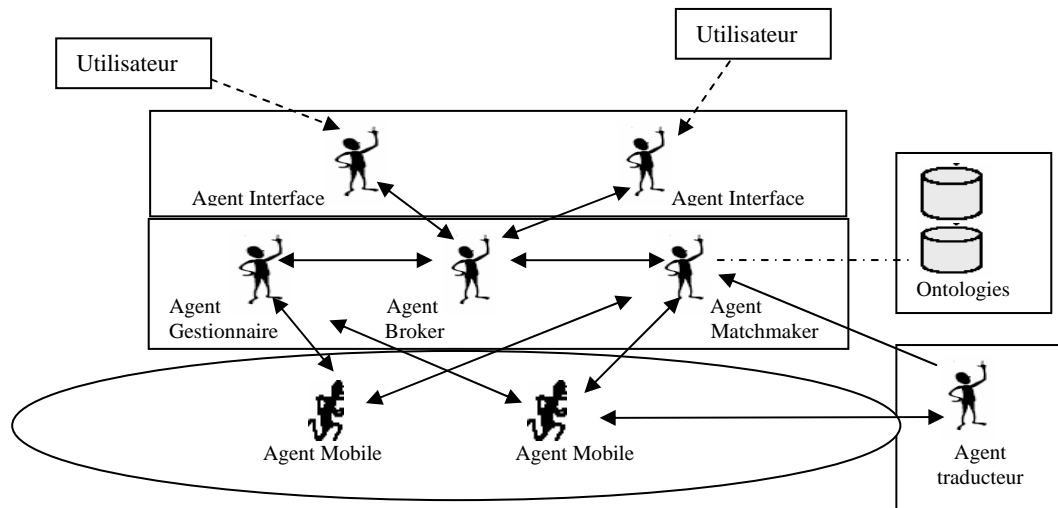 Utilisateur
Utilisateur
Agent Interface
Agent Interface
Ontologies
Agent
Gestionnaire
Agent
Broker
Agent
Matchmaker
Agent Mobile
Agent Mobile
Agent
traducteur